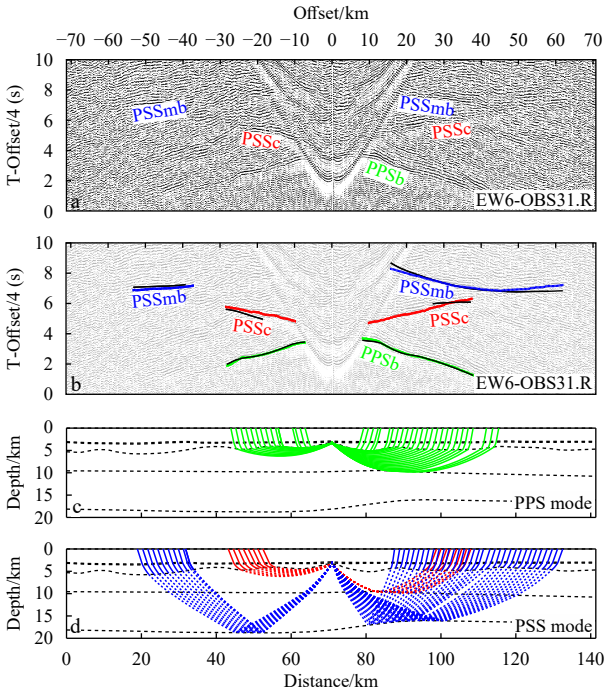 Offset/km
−70 −60 −50 −40 −30 −20 −10 0 10 20 30 40 50 60 70
T-Offset/4 (s)
10
8
6
4
2
0
PSSmb
PSSmb
PSSc
PSSc
PPSb
a
EW6-OBS31.R
T-Offset/4 (s)
10
8
6
4
2
0
PSSmb
PSSmb
PSSc
PSSc
PPSb
b
EW6-OBS31.R
Depth/km
0
5
10
15
20
c
PPS mode
Depth/km
0
5
10
15
20
d
PSS mode
0 20 40 60 80 100 120 140
Distance/km